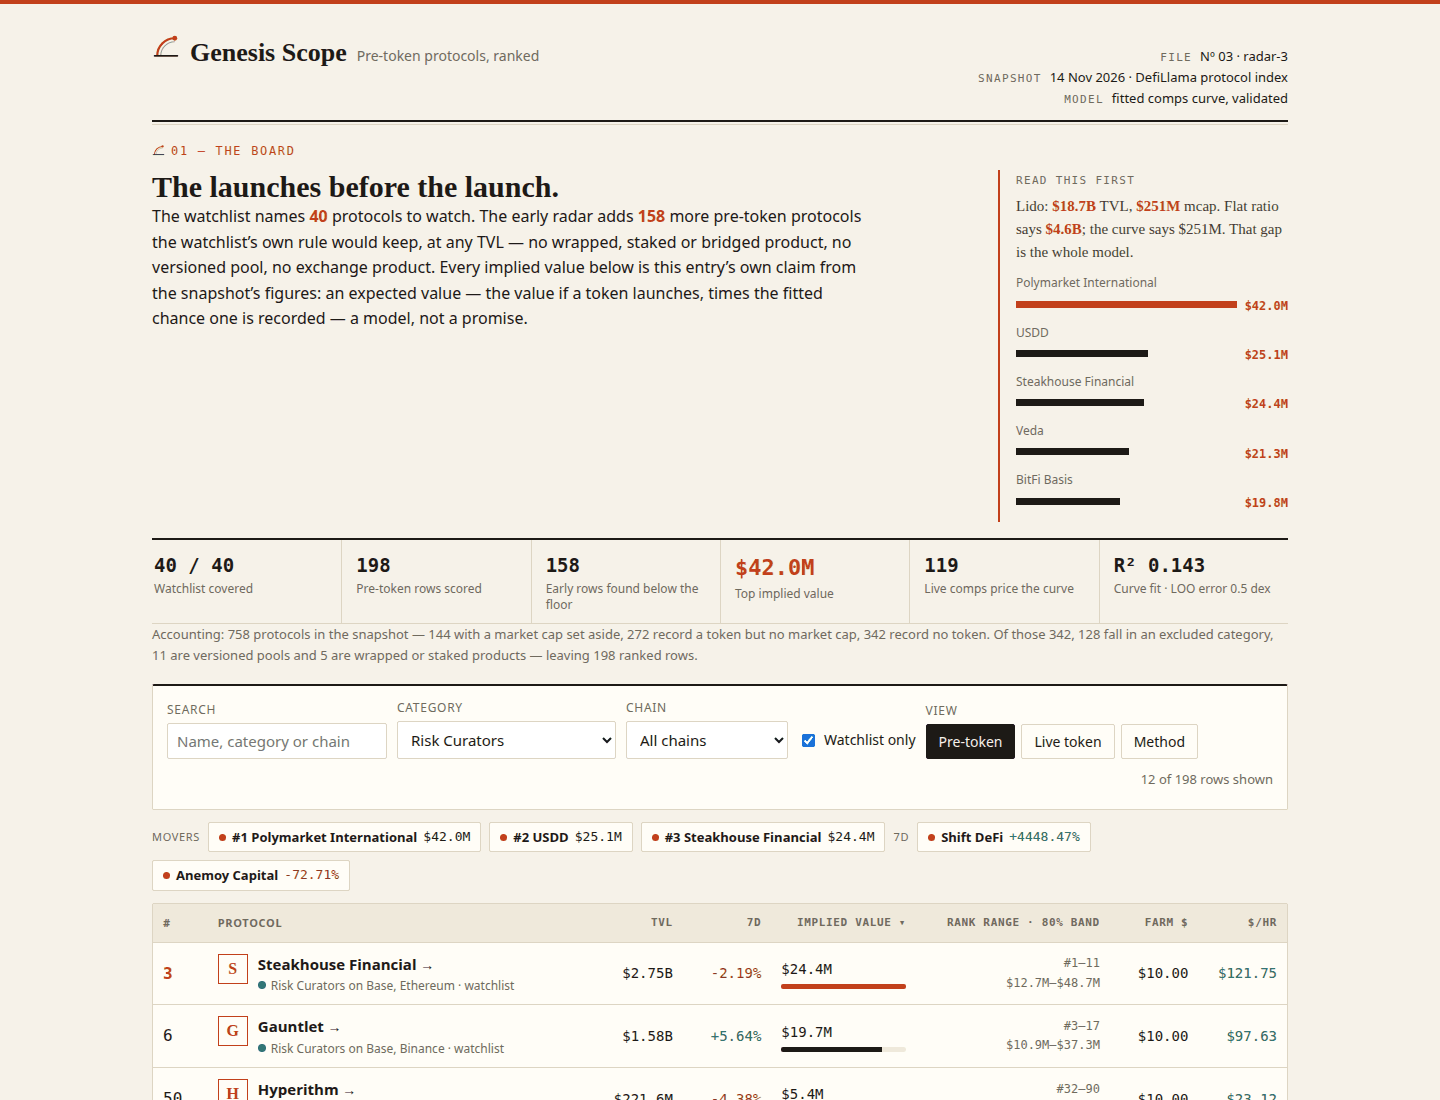 Genesis Scope Pre-token protocols, ranked
FILE Nº 03 · radar-3
SNAPSHOT 14 Nov 2026 · DefiLlama protocol index
MODEL fitted comps curve, validated
01 — THE BOARD
The launches before the launch.
The watchlist names 40 protocols to watch. The early radar adds 158 more pre-token protocols
the watchlist’s own rule would keep, at any TVL — no wrapped, staked or bridged product, no
versioned pool, no exchange product. Every implied value below is this entry’s own claim from
the snapshot’s figures: an expected value — the value if a token launches, times the fitted
chance one is recorded — a model, not a promise.
READ THIS FIRST
Lido: $18.7B TVL, $251M mcap. Flat ratio
says $4.6B; the curve says $251M. That gap
is the whole model.
Polymarket International
$42.0M
USDD
$25.1M
Steakhouse Financial
$24.4M
Veda
$21.3M
BitFi Basis
$19.8M
40 / 40
Watchlist covered
198
Pre-token rows scored
158
Early rows found below the
floor
$42.0M
Top implied value
119
Live comps price the curve
R² 0.143
Curve fit · LOO error 0.5 dex
Accounting: 758 protocols in the snapshot — 144 with a market cap set aside, 272 record a token but no market cap, 342 record no token. Of those 342, 128 fall in an excluded category,
11 are versioned pools and 5 are wrapped or staked products — leaving 198 ranked rows.
SEARCH
Name, category or chain
CATEGORY
Risk Curators
CHAIN
All chains
Watchlist only
VIEW
Pre-token Live token Method
12 of 198 rows shown
MOVERS #1 Polymarket International $42.0M #2 USDD $25.1M #3 Steakhouse Financial $24.4M 7D Shift DeFi +4448.47%
Anemoy Capital -72.71%
# PROTOCOL TVL 7D IMPLIED VALUE ▾ RANK RANGE · 80% BAND FARM $ $/HR
3 S Steakhouse Financial → $2.75B -2.19% $24.4M #1–11 $10.00 $121.75
Risk Curators on Base, Ethereum · watchlist $12.7M–$48.7M
6 G Gauntlet → $1.58B +5.64% $19.7M #3–17 $10.00 $97.63
Risk Curators on Base, Binance · watchlist $10.9M–$37.3M
50 H Hyperithm → $221.6M -4.38% $5.4M #32–90 $10.00 $23.12